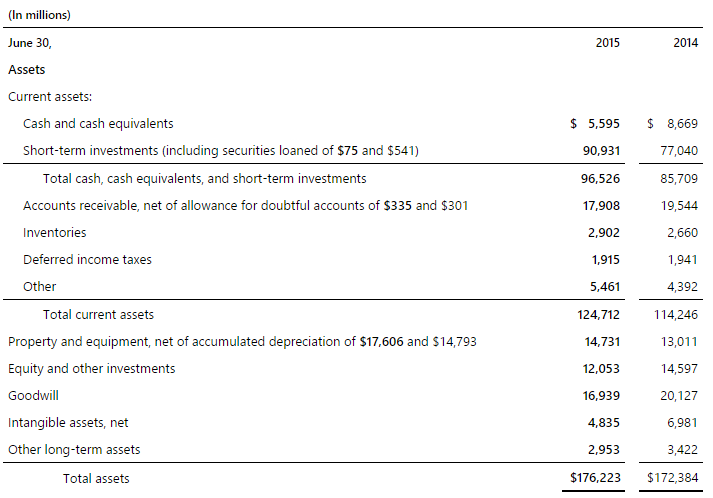 (In millions)
June 30, 2015 2014
Assets
Current assets:
Cash and cash equivalents $ 5,595 $ 8,669
Short-term investments (including securities loaned of $75 and $541) 90,931 77,040
Total cash, cash equivalents, and short-term investments 96,526 85,709
Accounts receivable, net of allowance for doubtful accounts of $335 and $301 17,908 19,544
Inventories 2,902 2,660
Deferred income taxes 1,915 1,941
Other 5,461 4,392
Total current assets 124,712 114,246
Property and equipment, net of accumulated depreciation of $17,606 and $14,793 14,731 13,011
Equity and other investments 12,053 14,597
Goodwill 16,939 20,127
Intangible assets, net 4,835 6,981
Other long-term assets 2,953 3,422
Total assets $176,223 $172,384